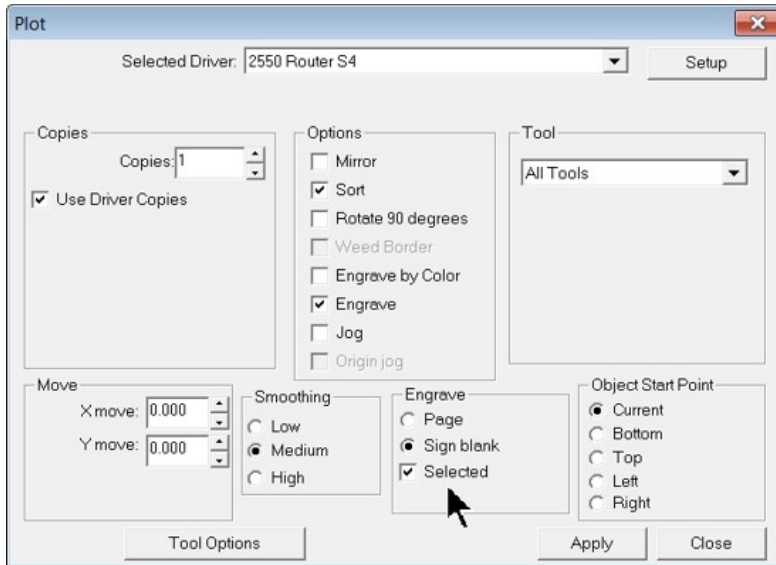 Plot
Selected Driver: 2550 Router S4
Setup
Copies
Copies: 1
Use Driver Copies
Options
Mirror
Sort
Rotate 90 degrees
Weed Border
Engrave by Color
Engrave
Jog
Origin jog
Tool
All Tools
Move
X move: 0.000
Y move: 0.000
Smoothing
Low
Medium
High
Engrave
Page
Sign blank
Selected
Object Start Point
Current
Bottom
Top
Left
Right
Tool Options
Apply
Close